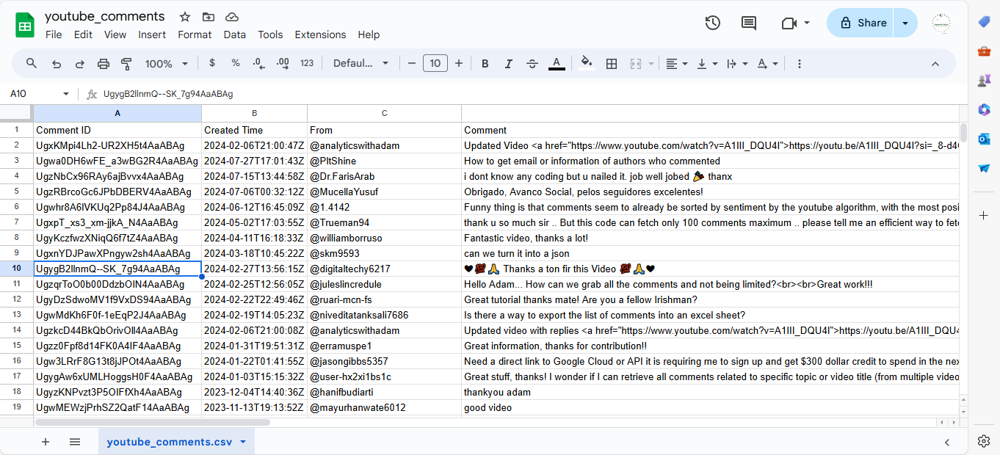 youtube_comments
File Edit View Insert Format Data Tools Extensions Help
Share
100% $ % .0 .00 123 Defaul... 10 B I A A
A10 fx UgygB2IlnmQ--SK_7g94AaABAg
A B C
1 Comment ID Created Time From Comment
2 UgxKMpi4Lh2-UR2XH5t4AaABAg 2024-02-06T21:00:47Z @analyticswithadam Updated Video <a href="https://www.youtube.com/watch?v=A1III_DQU4I">https://youtu.be/A1III_DQU4I?si=_8-d4
3 Ugwa0DH6wFE_a3wBG2R4AaABAg 2024-07-27T17:01:43Z @PltShine How to get email or information of authors who commented
4 UgzNbCx96RAy6ajBvvx4AaABAg 2024-07-15T13:44:58Z @Dr.FarisArab i dont know any coding but u nailed it. job well jobed 🎉 thanx
5 UgzRBrcoGc6JPbDBERV4AaABAg 2024-07-06T00:32:12Z @MucellaYusuf Obrigado, Avanco Social, pelos seguidores excelentes!
6 Ugwhr8A6lVKUq2Pp84J4AaABAg 2024-06-12T16:45:09Z @1.4142 Funny thing is that comments seem to already be sorted by sentiment by the youtube algorithm, with the most posi
7 UgxpT_xs3_xm-jjkA_N4AaABAg 2024-05-02T17:03:55Z @Trueman94 thank u so much sir .. But this code can fetch only 100 comments maximum .. please tell me an efficient way to fet
8 UgyKczfwzXNiqQ6f7tZ4AaABAg 2024-04-11T16:18:33Z @williamborruso Fantastic video, thanks a lot!
9 UgxnYDJPawXPngyw2sh4AaABAg 2024-03-18T10:45:22Z @skm9593 can we turn it into a json
10 UgygB2IlnmQ--SK_7g94AaABAg 2024-02-27T13:56:15Z @digitaltechy6217 ❤💯🙏 Thanks a ton fir this Video 💯🙏❤
11 UgzqrToO0b00DdzbOIN4AaABAg 2024-02-25T12:56:05Z @juleslincredule Hello Adam... How can we grab all the comments and not being limited?<br><br>Great work!!!
12 UgyDzSdwoMV1f9VxDS94AaABAg 2024-02-22T22:49:46Z @ruari-mcn-fs Great tutorial thanks mate! Are you a fellow Irishman?
13 UgwMdKh6F0f-1eEqP2J4AaABAg 2024-02-19T14:05:23Z @niveditatanksali7686 Is there a way to export the list of comments into an excel sheet?
14 UgzkcD44BkQbOrivOll4AaABAg 2024-02-06T21:00:08Z @analyticswithadam Updated video with replies <a href="https://www.youtube.com/watch?v=A1III_DQU4I">https://youtu.be/A1III_DQU4
15 Ugzz0Fpf8d14FK0A4IF4AaABAg 2024-01-31T19:51:31Z @erramuspe1 Great information, thanks for contribution!!
16 Ugw3LRrF8G13t8jJPOt4AaABAg 2024-01-22T01:41:55Z @jasongibbs5357 Need a direct link to Google Cloud or API it is requiring me to sign up and get $300 dollar credit to spend in the nex
17 UgygAw6xUMLHoggsH0F4AaABAg 2024-01-03T15:15:32Z @user-hx2xi1bs1c Great stuff, thanks! I wonder if I can retrieve all comments related to specific topic or video title (from multiple video
18 UgyzKNPvzt3P5OIFfXh4AaABAg 2023-12-04T14:40:36Z @hanifbudiarti thankyou adam
19 UgwMEWzjPrhSZ2QatF14AaABAg 2023-11-13T19:13:52Z @mayurhanwate6012 good video
youtube_comments.csv